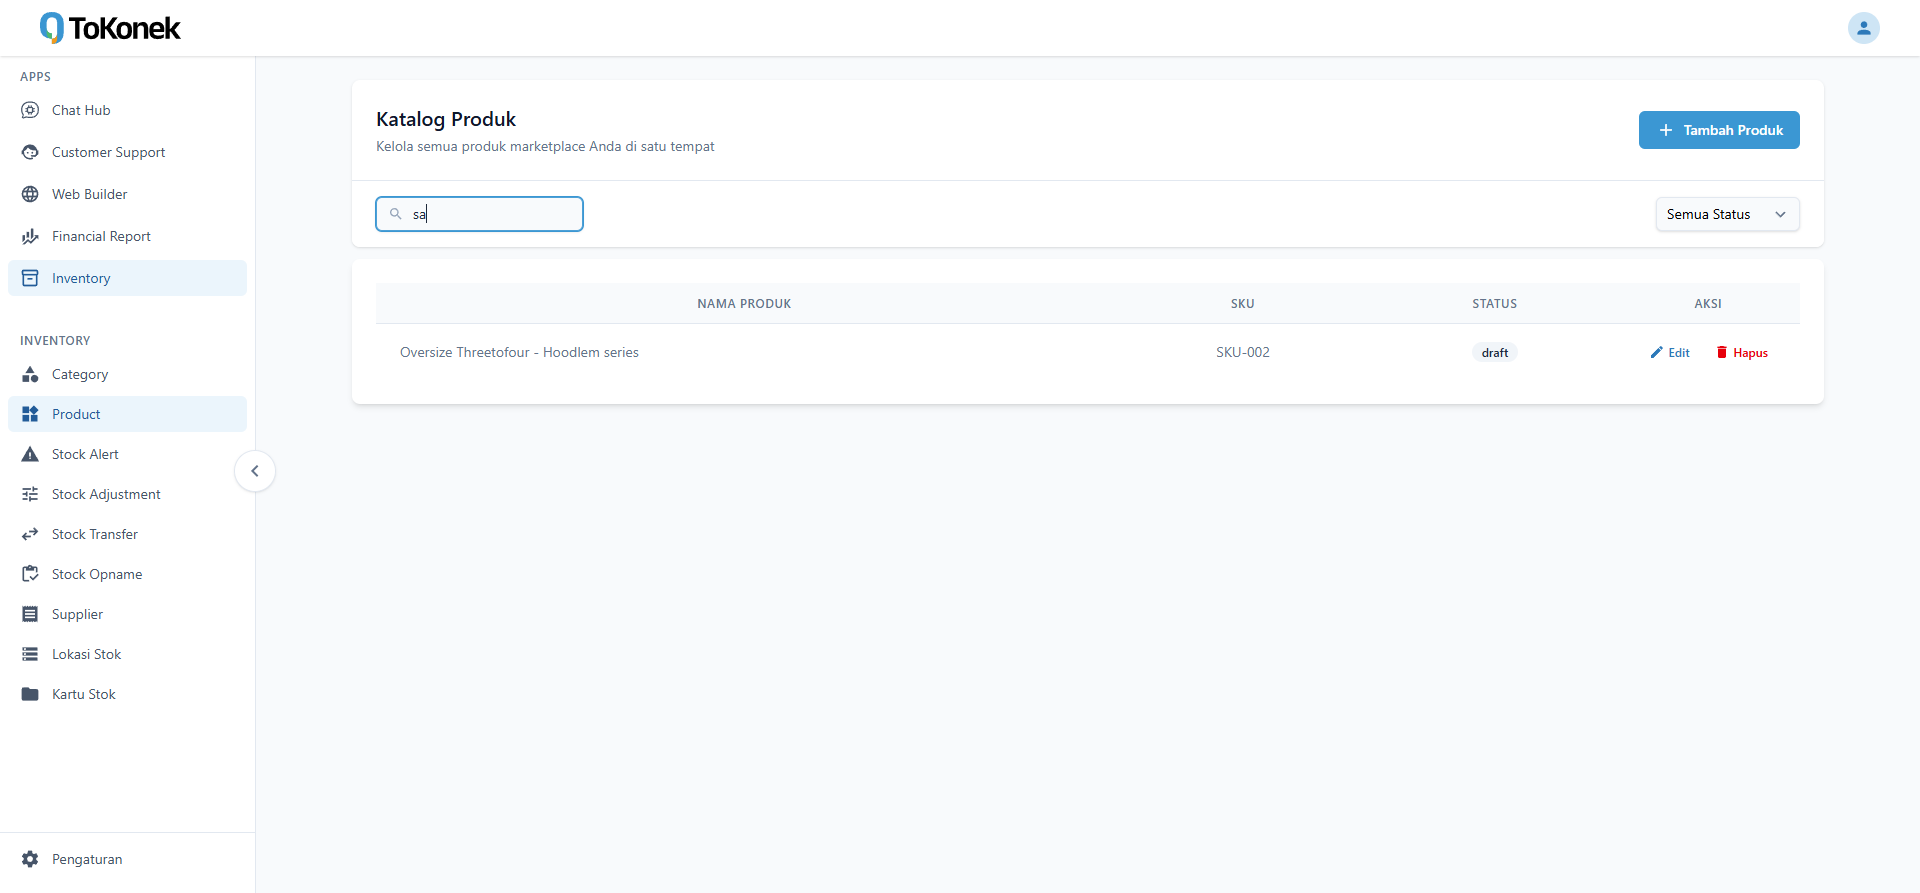 ToKonek
APPS
Chat Hub
Customer Support
Web Builder
Financial Report
Inventory
INVENTORY
Category
Product
Stock Alert
Stock Adjustment
Stock Transfer
Stock Opname
Supplier
Lokasi Stok
Kartu Stok
Pengaturan
Katalog Produk
Kelola semua produk marketplace Anda di satu tempat
Tambah Produk
sa
Semua Status
NAMA PRODUK SKU STATUS AKSI
Oversize Threetofour - Hoodlem series SKU-002 draft Edit Hapus